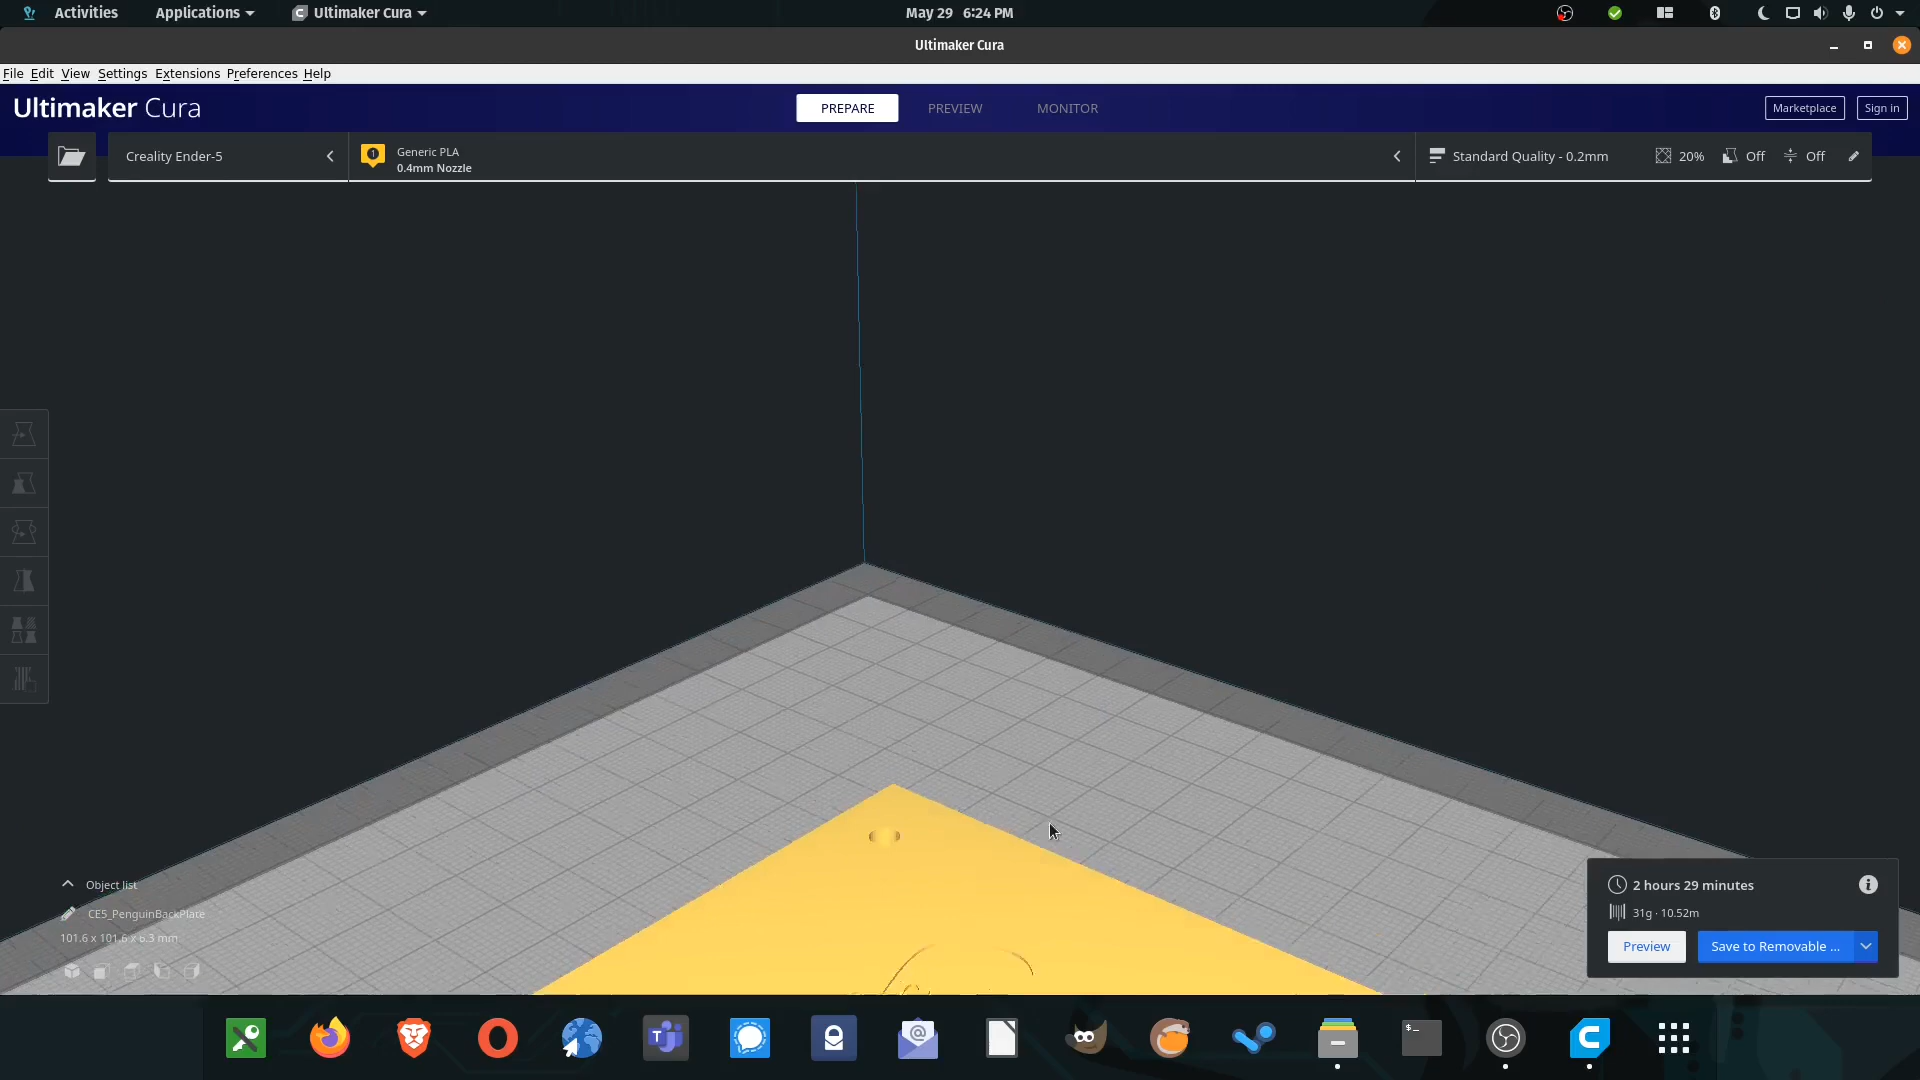 Activities
Applications
Ultimaker Cura
May 29 6:24 PM
Ultimaker Cura
File Edit View Settings Extensions Preferences Help
Ultimaker Cura
PREPARE
PREVIEW
MONITOR
Marketplace
Sign in
Creality Ender-5
1
Generic PLA
0.4mm Nozzle
Standard Quality - 0.2mm
20%
Off
Off
Object list
CE5_PenguinBackPlate
101.6 x 101.6 x 6.3 mm
2 hours 29 minutes
31g · 10.52m
Preview
Save to Removable ...